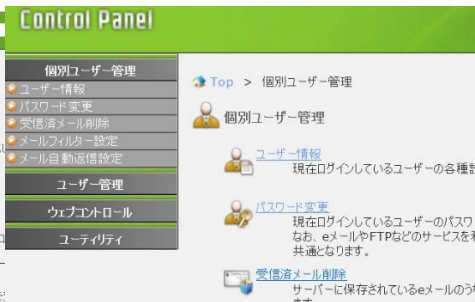 Control Panel
個別ユーザー管理
ユーザー情報
パスワード変更
受信済メール削除
メールフィルター設定
メール自動返信設定
ユーザー管理
ウェブコントロール
ユーティリティ
Top > 個別ユーザー管理
個別ユーザー管理
ユーザー情報
現在ログインしているユーザーの各種
パスワード変更
現在ログインしているユーザーのパスワ
なお、eメールやFTPなどのサービスを
共通となります。
受信済メール削除
サーバーに保存されているeメールのう
ます